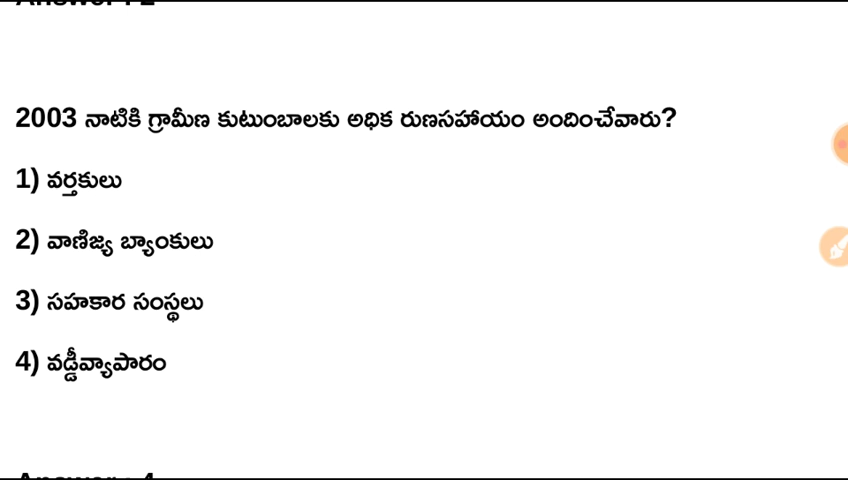 2003 నాటికి గ్రామీణ కుటుంబాలకు అధిక రుణసహాయం అందించేవారు?
1) వర్తకులు
2) వాణిజ్య బ్యాంకులు
3) సహకార సంస్థలు
4) వడ్డీవ్యాపారం